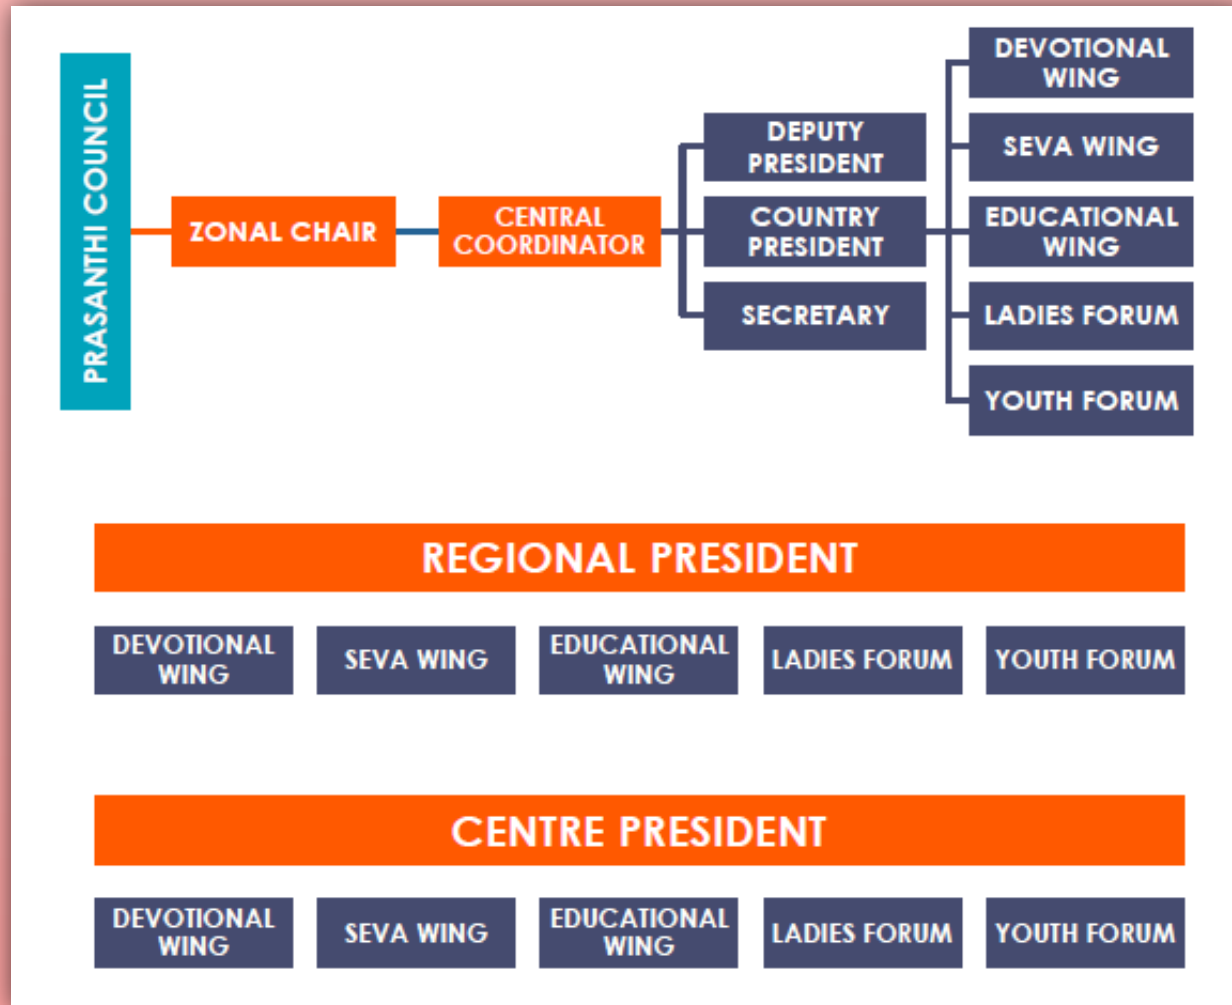 PRASANTHI COUNCIL
ZONAL CHAIR
CENTRAL
COORDINATOR
DEPUTY
PRESIDENT
COUNTRY
PRESIDENT
SECRETARY
DEVOTIONAL
WING
SEVA WING
EDUCATIONAL
WING
LADIES FORUM
YOUTH FORUM
REGIONAL PRESIDENT
DEVOTIONAL
WING
SEVA WING
EDUCATIONAL
WING
LADIES FORUM
YOUTH FORUM
CENTRE PRESIDENT
DEVOTIONAL
WING
SEVA WING
EDUCATIONAL
WING
LADIES FORUM
YOUTH FORUM